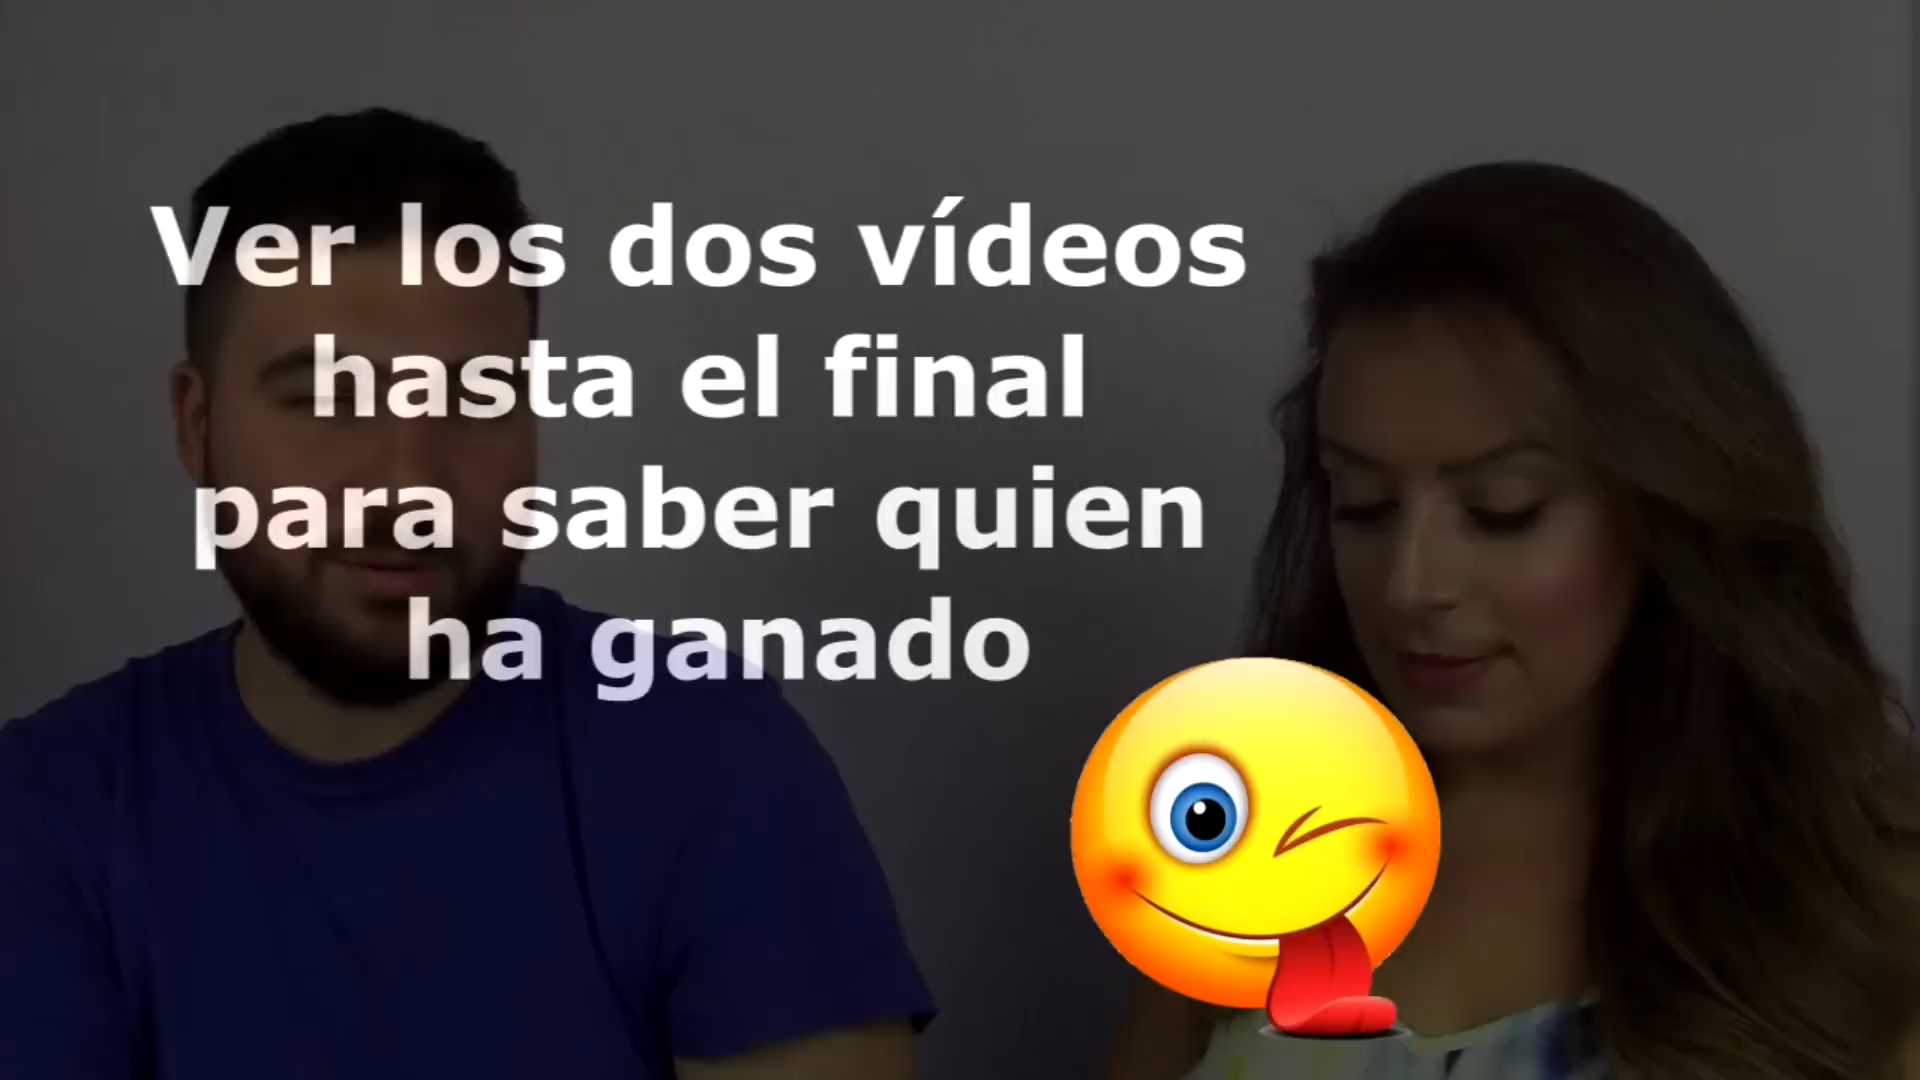 Ver los dos vídeos
hasta el final
para saber quien
ha ganado